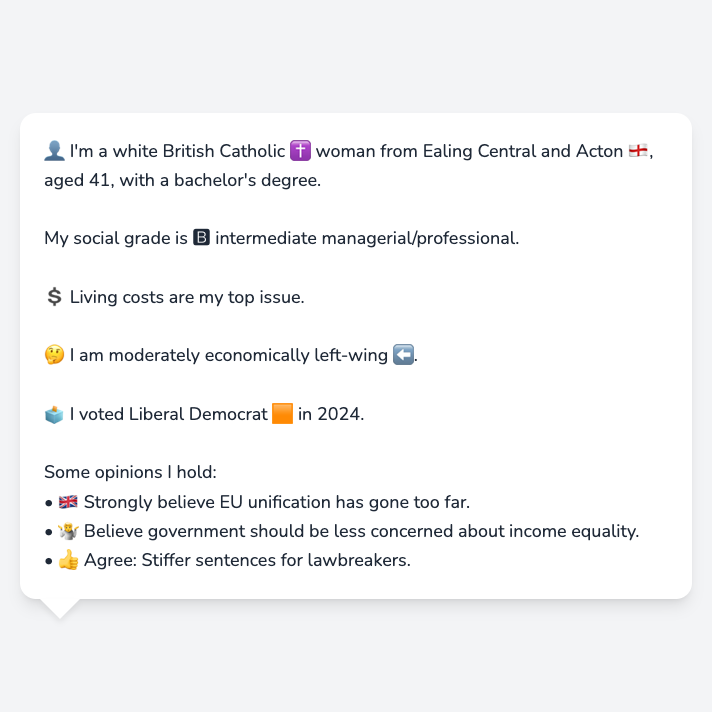 👤 I'm a white British Catholic ✝️ woman from Ealing Central and Acton 🏴󠁧󠁢󠁥󠁮󠁧󠁿,
aged 41, with a bachelor's degree.
My social grade is 🅱 intermediate managerial/professional.
💲 Living costs are my top issue.
🤔 I am moderately economically left-wing ⬅️.
🗳️ I voted Liberal Democrat 🟧 in 2024.
Some opinions I hold:
• 🇬🇧 Strongly believe EU unification has gone too far.
• 🤷 Believe government should be less concerned about income equality.
• 👍 Agree: Stiffer sentences for lawbreakers.